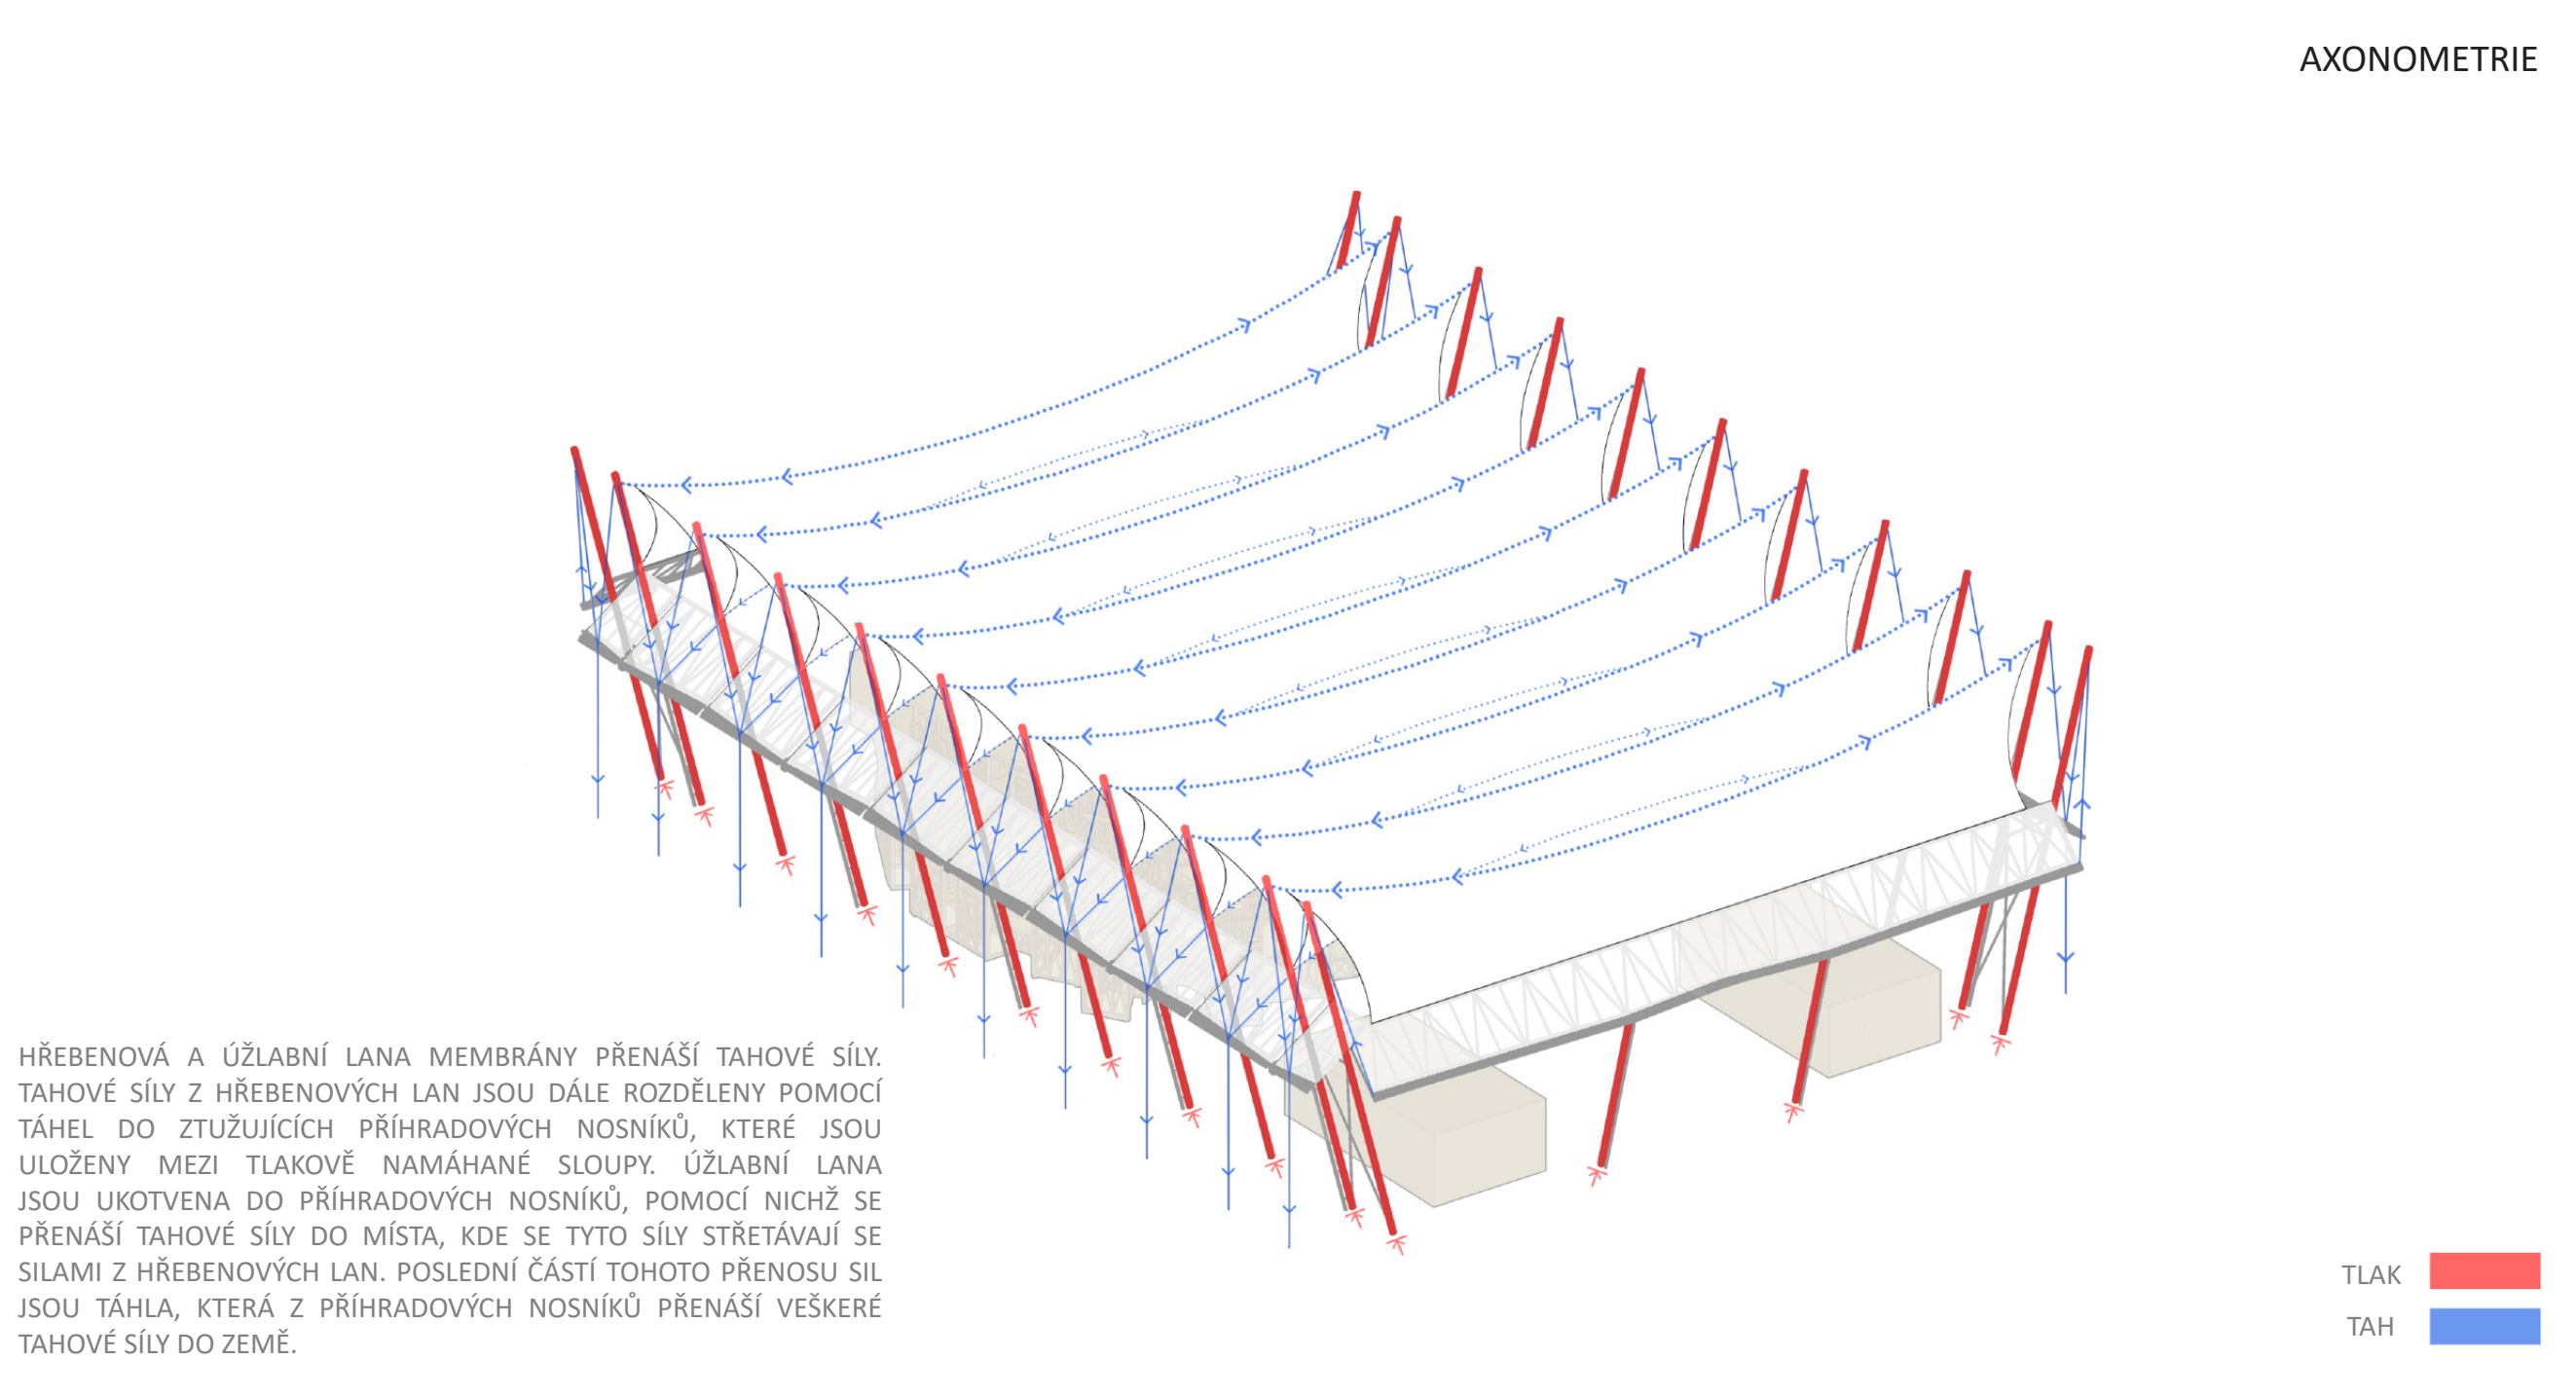 AXONOMETRIE
HŘEBENOVÁ A ÚŽLABNÍ LANA MEMBRÁNY PŘENÁŠÍ TAHOVÉ SÍLY.
TAHOVÉ SÍLY Z HŘEBENOVÝCH LAN JSOU DÁLE ROZDĚLENY POMOCÍ
TÁHEL DO ZTUŽUJÍCÍCH PŘÍHRADOVÝCH NOSNÍKŮ, KTERÉ JSOU
ULOŽENY MEZI TLAKOVĚ NAMÁHANÉ SLOUPY. ÚŽLABNÍ LANA
JSOU UKOTVENA DO PŘÍHRADOVÝCH NOSNÍKŮ, POMOCÍ NICHŽ SE
PŘENÁŠÍ TAHOVÉ SÍLY DO MÍSTA, KDE SE TYTO SÍLY STŘETÁVAJÍ SE
SILAMI Z HŘEBENOVÝCH LAN. POSLEDNÍ ČÁSTÍ TOHOTO PŘENOSU SIL
JSOU TÁHLA, KTERÁ Z PŘÍHRADOVÝCH NOSNÍKŮ PŘENÁŠÍ VEŠKERÉ
TAHOVÉ SÍLY DO ZEMĚ.
TLAK
TAH